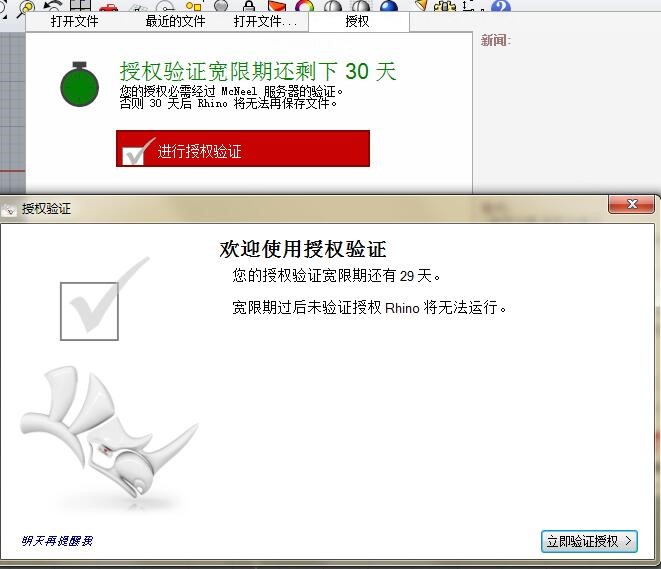 打开文件
最近的文件
打开文件...
授权
新闻:
授权验证宽限期还剩下 30 天
您的授权必需经过 McNeel 服务器的验证。
否则 30 天后 Rhino 将无法再保存文件。
进行授权验证
授权验证
欢迎使用授权验证
您的授权验证宽限期还有 29 天。
宽限期过后未验证授权 Rhino 将无法运行。
明天再提醒我
立即验证授权 >